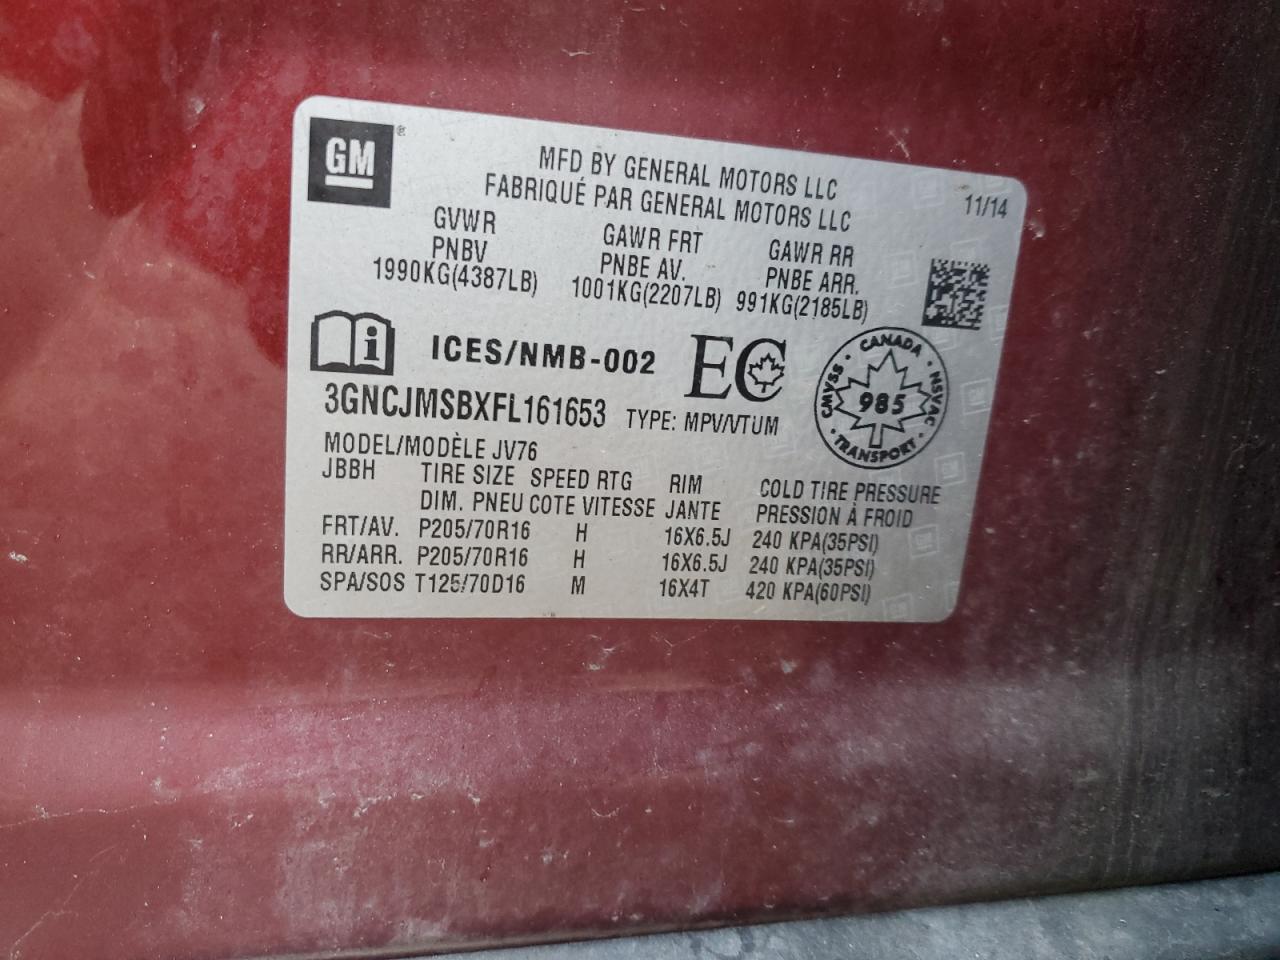 GM®
MFD BY GENERAL MOTORS LLC
FABRIQUÉ PAR GENERAL MOTORS LLC
11/14
GVWR GAWR FRT GAWR RR
PNBV PNBE AV. PNBE ARR.
1990KG(4387LB) 1001KG(2207LB) 991KG(2185LB)
i ICES/NMB-002 EC
CANADA
CMVSS 985 NSVAC
TRANSPORT
3GNCJMSBXFL161653 TYPE: MPV/VTUM
MODEL/MODÈLE JV76
JBBH TIRE SIZE SPEED RTG RIM COLD TIRE PRESSURE
DIM. PNEU COTE VITESSE JANTE PRESSION À FROID
FRT/AV. P205/70R16 H 16X6.5J 240 KPA(35PSI)
RR/ARR. P205/70R16 H 16X6.5J 240 KPA(35PSI)
SPA/SOS T125/70D16 M 16X4T 420 KPA(60PSI)